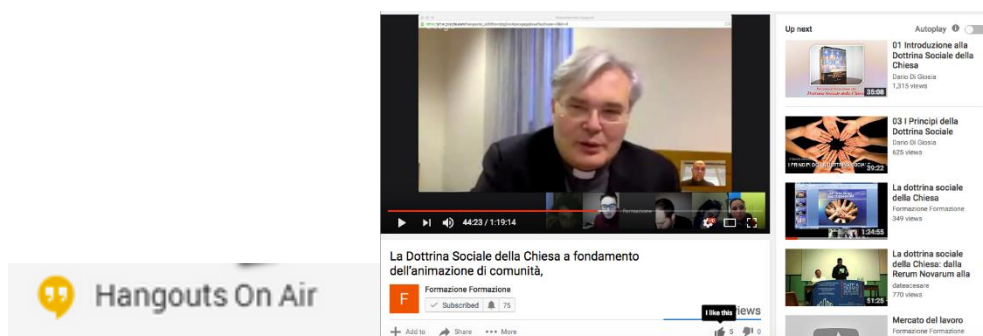 Hangouts On Air
44:23 / 1:19:14
La Dottrina Sociale della Chiesa a fondamento
dell'animazione di comunità,
F
Formazione Formazione
Subscribed
75
I like this
iews
Add to
Share
More
5
0
Up next
Autoplay
01 Introduzione alla
Dottrina Sociale della
Chiesa
Dario Di Giosia
1,315 views
35:08
03 I Principi della
Dottrina Sociale
Dario Di Giosia
625 views
29:22
La dottrina sociale
della Chiesa
Formazione Formazione
349 views
1:24:55
La dottrina sociale
della Chiesa: dalla
Rerum Novarum alla
datecesare
770 views
51:25
Mercato del lavoro
Formazione Formazione